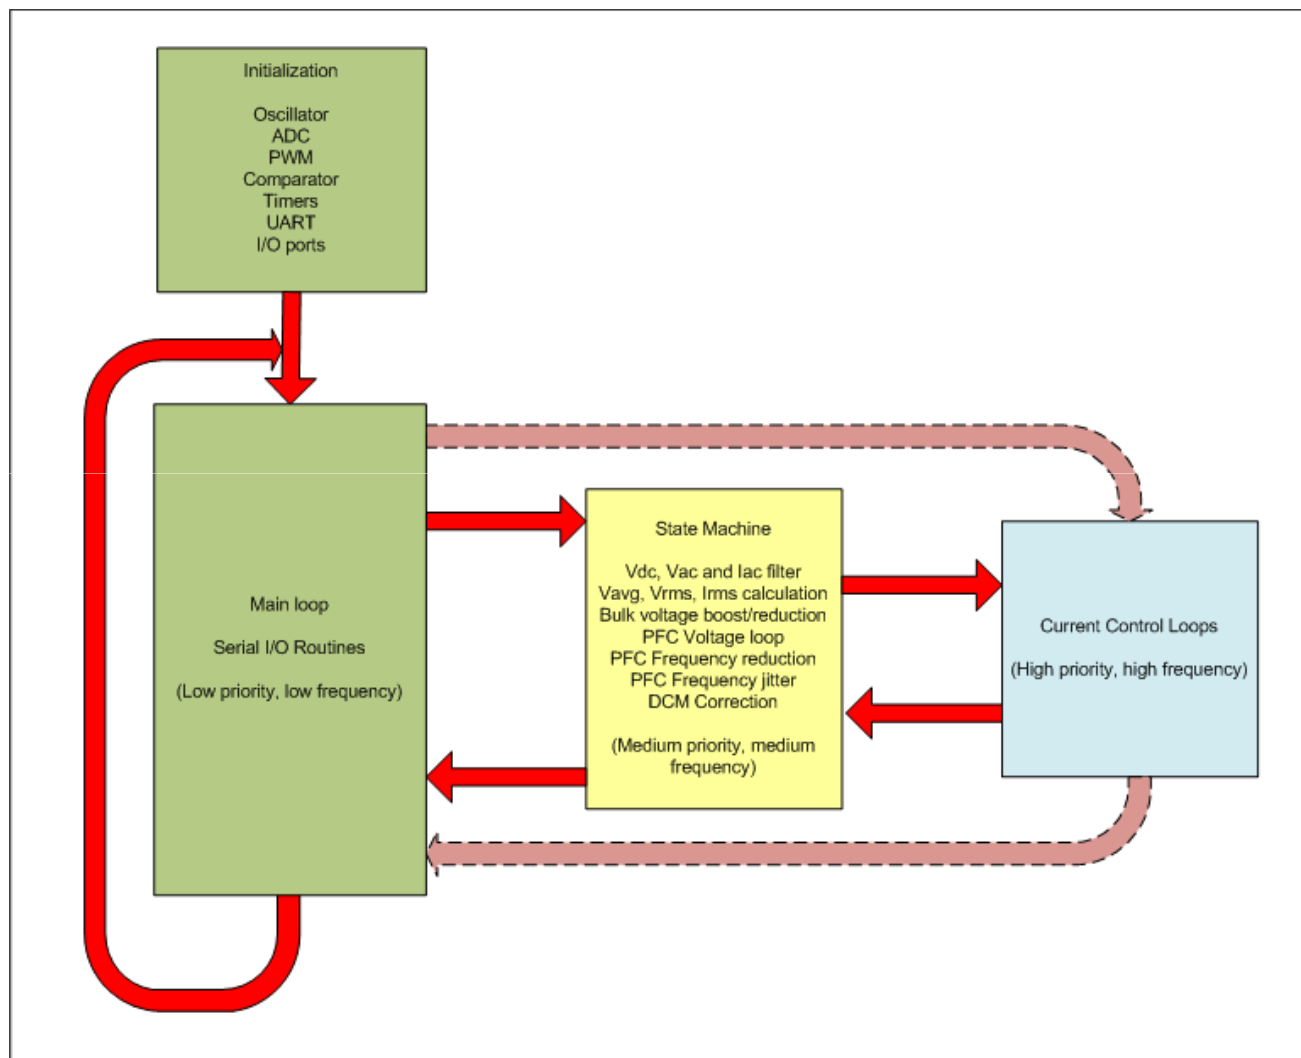 Initialization
Oscillator
ADC
PWM
Comparator
Timers
UART
I/O ports
Main loop
Serial I/O Routines
(Low priority, low frequency)
State Machine
Vdc, Vac and Iac filter
Vavg, Vrms, Irms calculation
Bulk voltage boost/reduction
PFC Voltage loop
PFC Frequency reduction
PFC Frequency jitter
DCM Correction
(Medium priority, medium
frequency)
Current Control Loops
(High priority, high frequency)